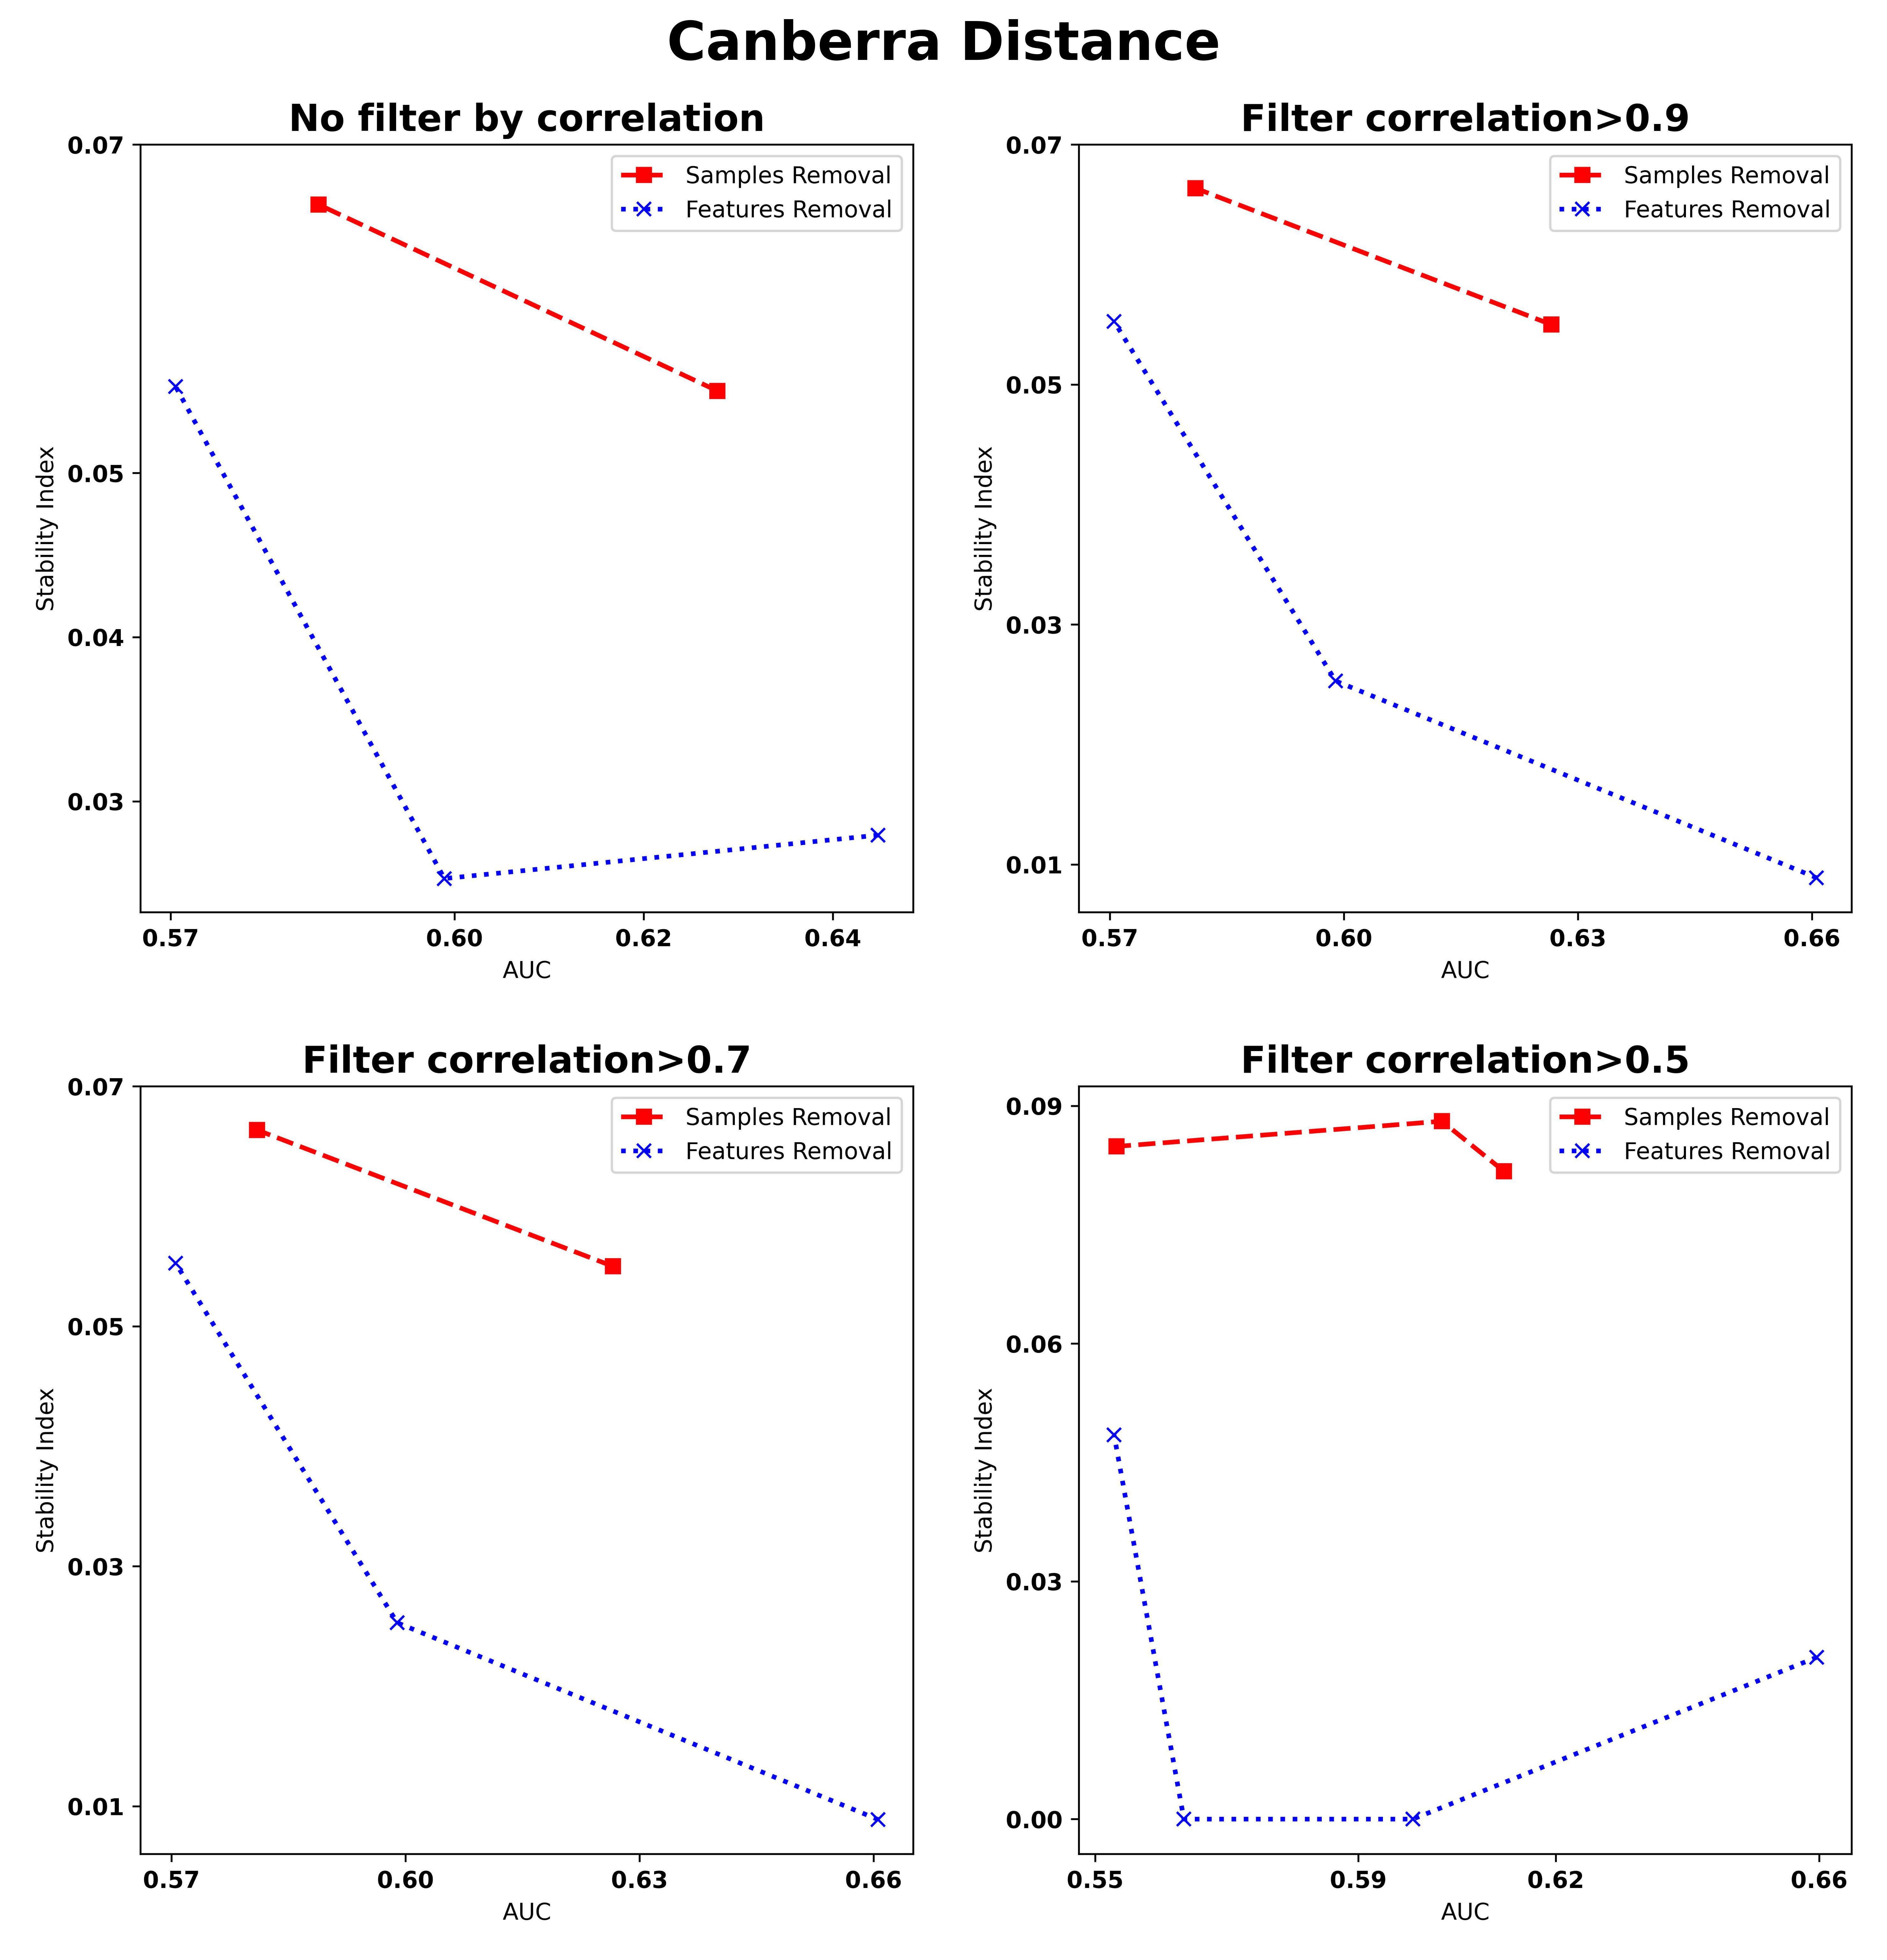 Canberra Distance
No filter by correlation
0.07
0.05
0.04
0.03
Stability Index
Samples Removal
Features Removal
0.57 0.60 0.62 0.64
AUC
Filter correlation>0.9
0.07
0.05
0.03
0.01
Stability Index
Samples Removal
Features Removal
0.57 0.60 0.63 0.66
AUC
Filter correlation>0.7
0.07
0.05
0.03
0.01
Stability Index
Samples Removal
Features Removal
0.57 0.60 0.63 0.66
AUC
Filter correlation>0.5
0.09
0.06
0.03
0.00
Stability Index
Samples Removal
Features Removal
0.55 0.59 0.62 0.66
AUC